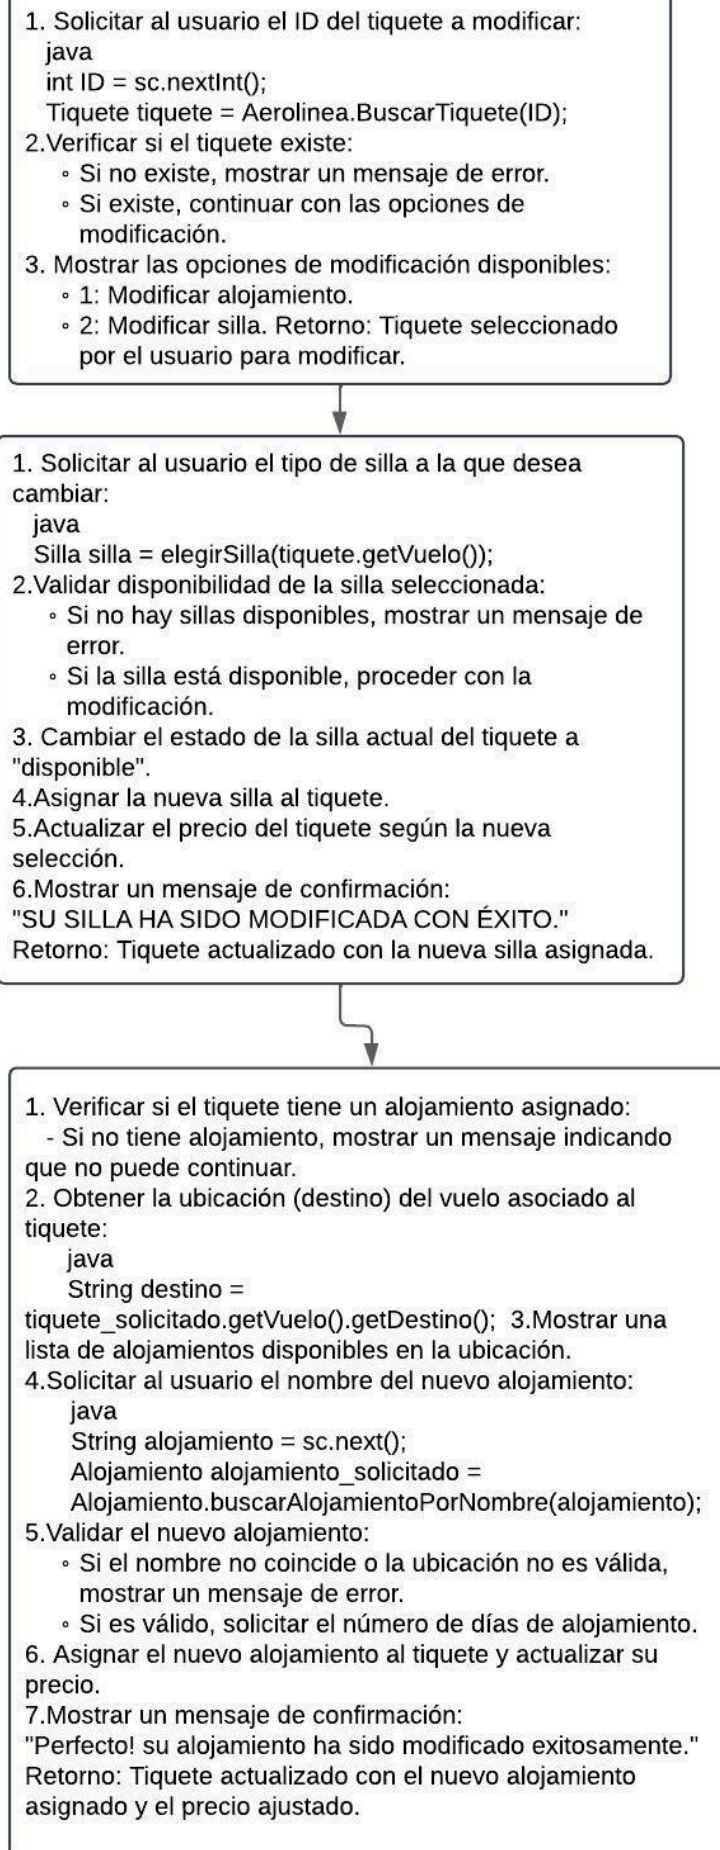 1. Solicitar al usuario el ID del tiquete a modificar:
java
int ID = sc.nextInt();
Tiquete tiquete = Aerolinea.BuscarTiquete(ID);
2.Verificar si el tiquete existe:
◦ Si no existe, mostrar un mensaje de error.
◦ Si existe, continuar con las opciones de
modificación.
3. Mostrar las opciones de modificación disponibles:
◦ 1: Modificar alojamiento.
◦ 2: Modificar silla. Retorno: Tiquete seleccionado
por el usuario para modificar.
1. Solicitar al usuario el tipo de silla a la que desea
cambiar:
java
Silla silla = elegirSilla(tiquete.getVuelo());
2.Validar disponibilidad de la silla seleccionada:
◦ Si no hay sillas disponibles, mostrar un mensaje de
error.
◦ Si la silla está disponible, proceder con la
modificación.
3. Cambiar el estado de la silla actual del tiquete a
"disponible".
4.Asignar la nueva silla al tiquete.
5.Actualizar el precio del tiquete según la nueva
selección.
6.Mostrar un mensaje de confirmación:
"SU SILLA HA SIDO MODIFICADA CON ÉXITO."
Retorno: Tiquete actualizado con la nueva silla asignada.
1. Verificar si el tiquete tiene un alojamiento asignado:
- Si no tiene alojamiento, mostrar un mensaje indicando
que no puede continuar.
2. Obtener la ubicación (destino) del vuelo asociado al
tiquete:
java
String destino =
tiquete_solicitado.getVuelo().getDestino(); 3.Mostrar una
lista de alojamientos disponibles en la ubicación.
4.Solicitar al usuario el nombre del nuevo alojamiento:
java
String alojamiento = sc.next();
Alojamiento alojamiento_solicitado =
Alojamiento.buscarAlojamientoPorNombre(alojamiento);
5.Validar el nuevo alojamiento:
◦ Si el nombre no coincide o la ubicación no es válida,
mostrar un mensaje de error.
◦ Si es válido, solicitar el número de días de alojamiento.
6. Asignar el nuevo alojamiento al tiquete y actualizar su
precio.
7.Mostrar un mensaje de confirmación:
"Perfecto! su alojamiento ha sido modificado exitosamente."
Retorno: Tiquete actualizado con el nuevo alojamiento
asignado y el precio ajustado.